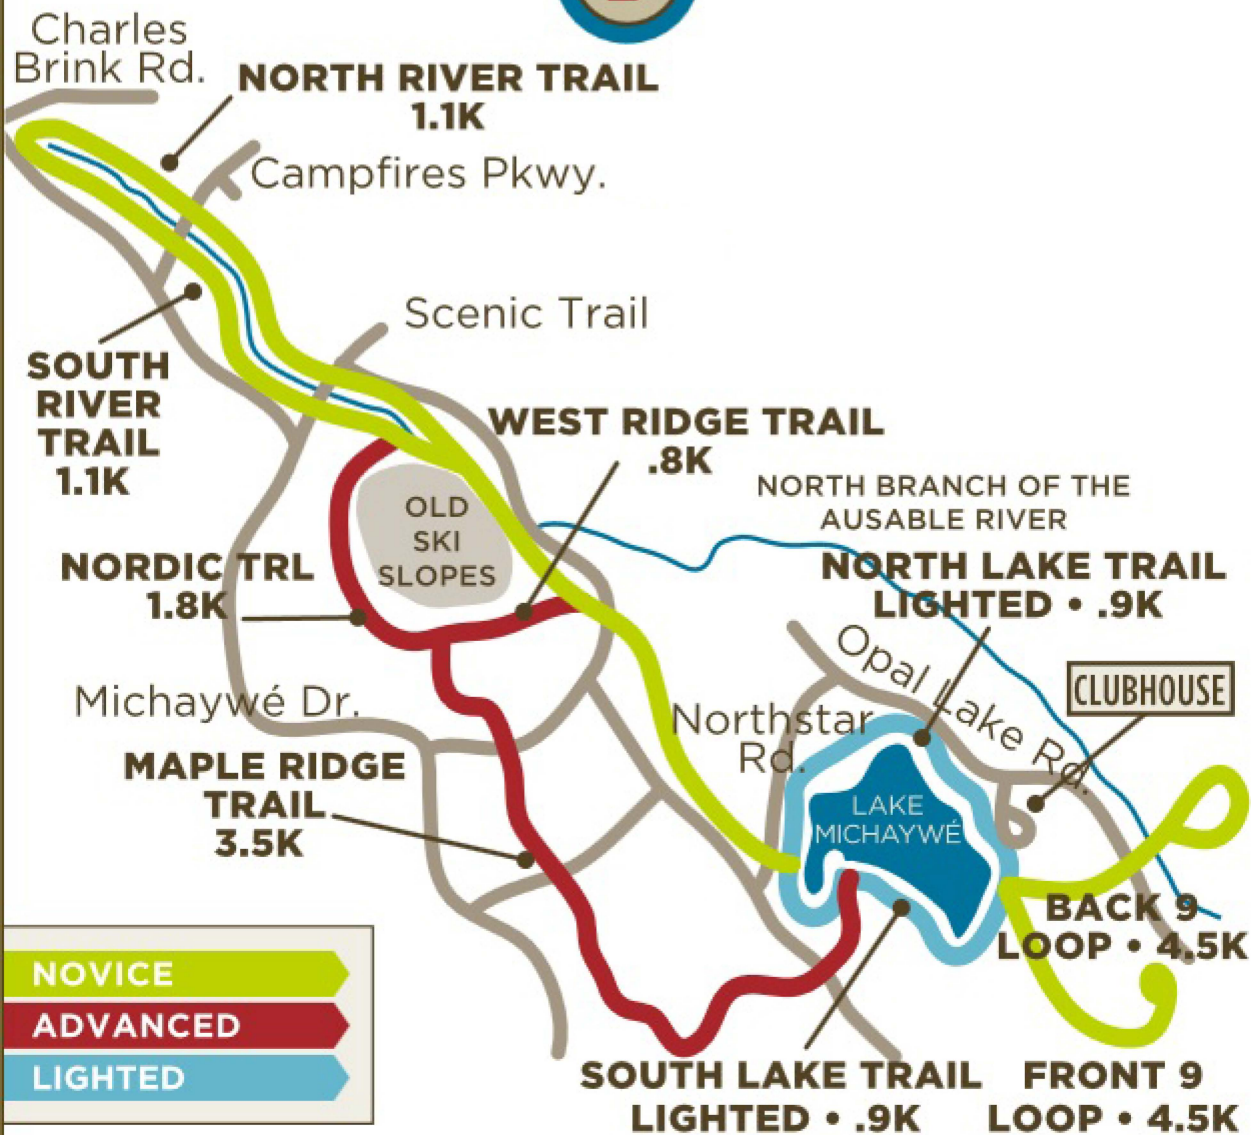 Charles
Brink Rd.
NORTH RIVER TRAIL
1.1K
Campfires Pkwy.
Scenic Trail
SOUTH
RIVER
TRAIL
1.1K
WEST RIDGE TRAIL
.8K
OLD
SKI
SLOPES
NORTH BRANCH OF THE
AUSABLE RIVER
NORDIC TRL
1.8K
NORTH LAKE TRAIL
LIGHTED • .9K
Opal Lake Rd.
CLUBHOUSE
Michaywé Dr.
Northstar
Rd.
MAPLE RIDGE
TRAIL
3.5K
LAKE
MICHAYWÉ
BACK 9
LOOP • 4.5K
NOVICE
ADVANCED
LIGHTED
SOUTH LAKE TRAIL
LIGHTED • .9K
FRONT 9
LOOP • 4.5K